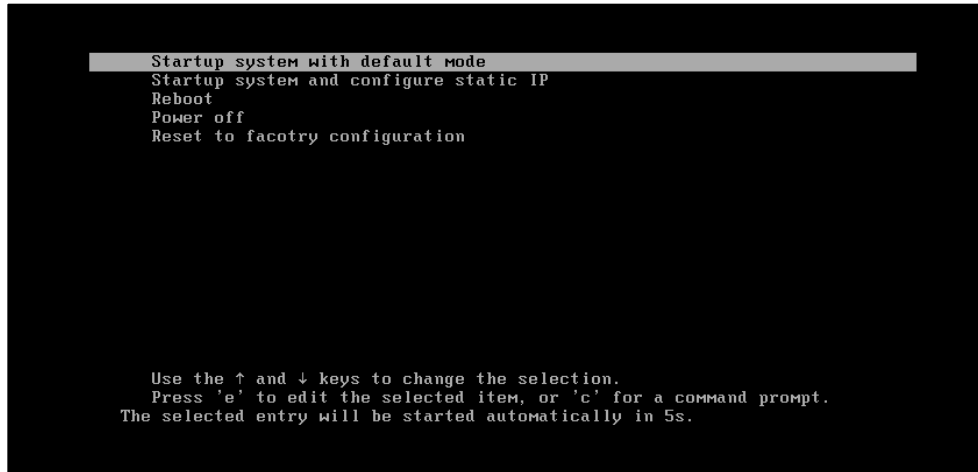 Startup system with default mode
Startup system and configure static IP
Reboot
Power off
Reset to facotry configuration
Use the ↑ and ↓ keys to change the selection.
Press 'e' to edit the selected item, or 'c' for a command prompt.
The selected entry will be started automatically in 5s.